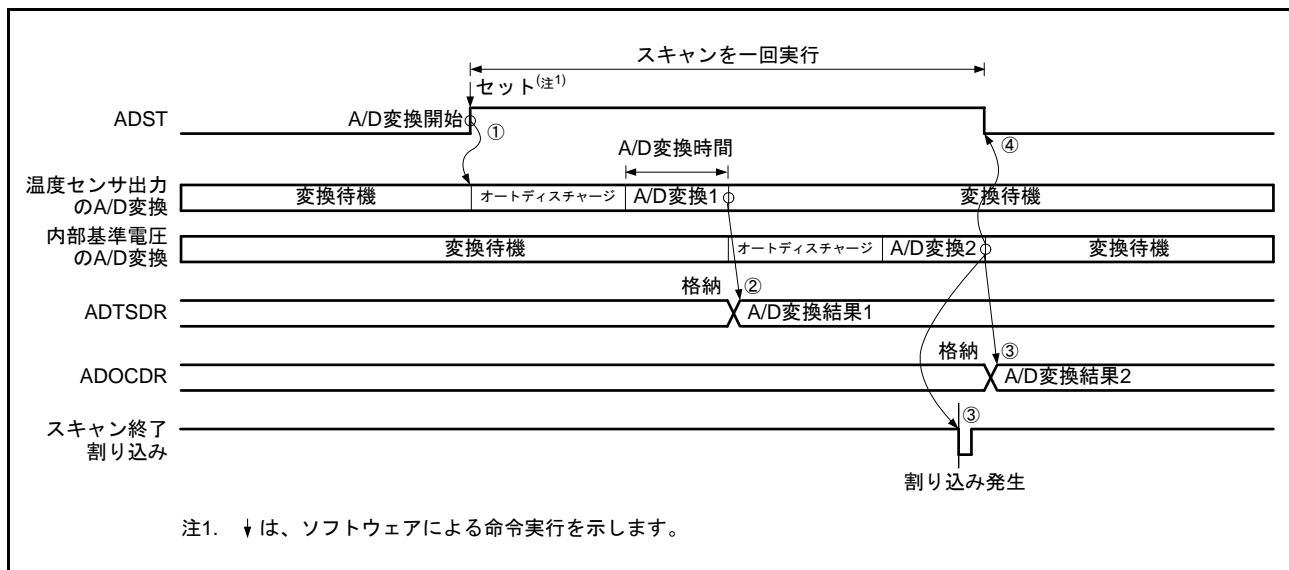 スキャンを一回実行
セット(注1)
ADST
A/D変換開始
①
④
A/D変換時間
温度センサ出力
のA/D変換
変換待機
オートディスチャージ
A/D変換1
変換待機
内部基準電圧
のA/D変換
変換待機
オートディスチャージ
A/D変換2
変換待機
格納
②
ADTSDR
A/D変換結果1
格納
③
ADOCDR
A/D変換結果2
スキャン終了
割り込み
③
割り込み発生
注1. ↓は、ソフトウェアによる命令実行を示します。